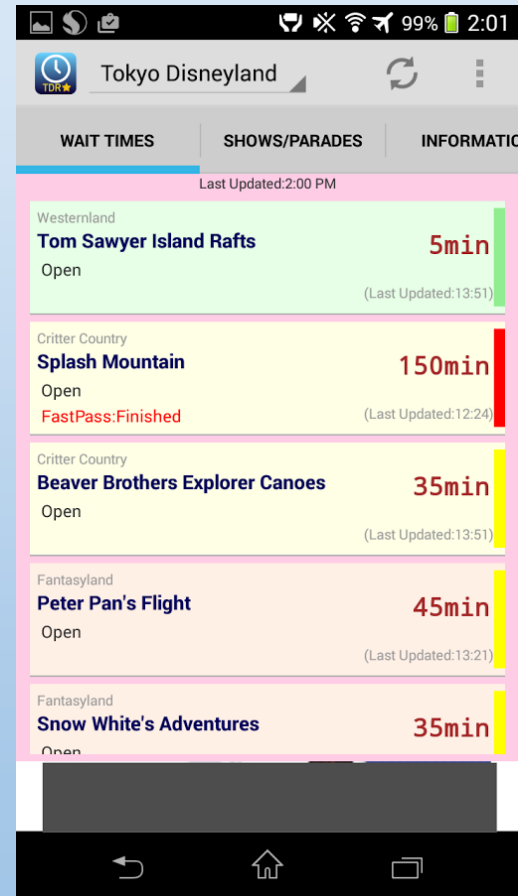 99% 2:01
TDR★ Tokyo Disneyland
WAIT TIMES SHOWS/PARADES INFORMATIO
Last Updated:2:00 PM
Westernland
Tom Sawyer Island Rafts
5min
Open
(Last Updated:13:51)
Critter Country
Splash Mountain
150min
Open
FastPass:Finished
(Last Updated:12:24)
Critter Country
Beaver Brothers Explorer Canoes
35min
Open
(Last Updated:13:51)
Fantasyland
Peter Pan's Flight
45min
Open
(Last Updated:13:21)
Fantasyland
Snow White's Adventures
35min
Open